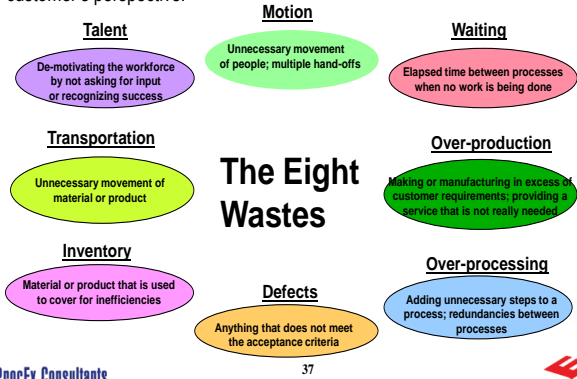 customer's perspective.
Motion
Talent
Waiting
Unnecessary movement
of people; multiple hand-offs
De-motivating the workforce
by not asking for input
or recognizing success
Elapsed time between processes
when no work is being done
Transportation
Over-production
Unnecessary movement of
material or product
The Eight
Wastes
Making or manufacturing in excess of
customer requirements; providing a
service that is not really needed
Inventory
Over-processing
Material or product that is used
to cover for inefficiencies
Defects
Adding unnecessary steps to a
process; redundancies between
processes
Anything that does not meet
the acceptance criteria
ProcEx Consultants
37